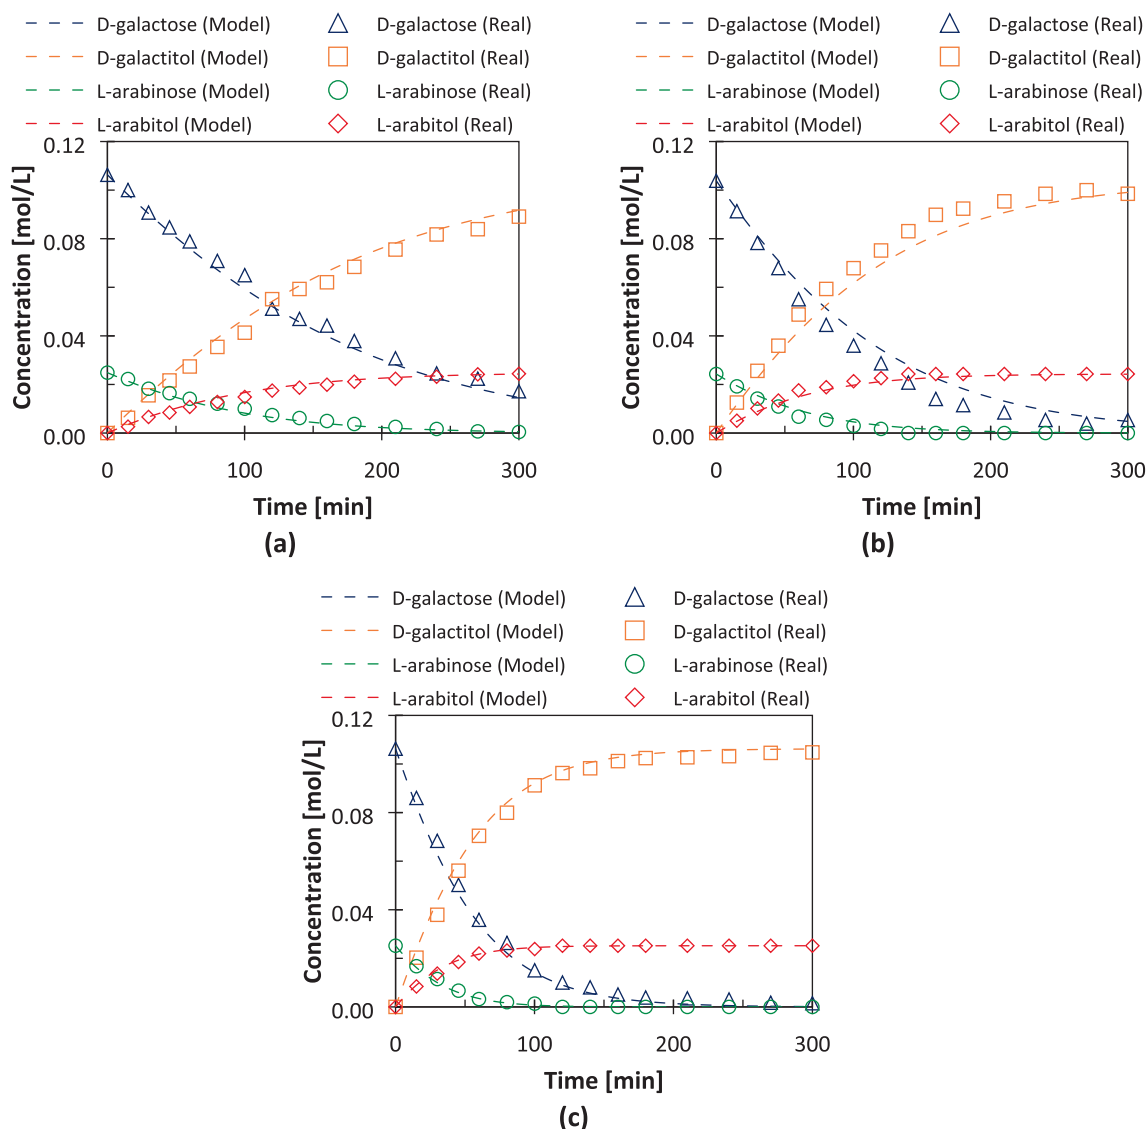 D-galactose (Model) D-galactose (Real)
D-galactitol (Model) D-galactitol (Real)
L-arabinose (Model) L-arabinose (Real)
L-arabitol (Model) L-arabitol (Real)
0.12
0.08
0.04
0.00
Concentration [mol/L]
0 100 200 300
Time [min]
(a)
D-galactose (Model) D-galactose (Real)
D-galactitol (Model) D-galactitol (Real)
L-arabinose (Model) L-arabinose (Real)
L-arabitol (Model) L-arabitol (Real)
0.12
0.08
0.04
0.00
Concentration [mol/L]
0 100 200 300
Time [min]
(b)
D-galactose (Model) D-galactose (Real)
D-galactitol (Model) D-galactitol (Real)
L-arabinose (Model) L-arabinose (Real)
L-arabitol (Model) L-arabitol (Real)
0.12
0.08
0.04
0.00
Concentration [mol/L]
0 100 200 300
Time [min]
(c)